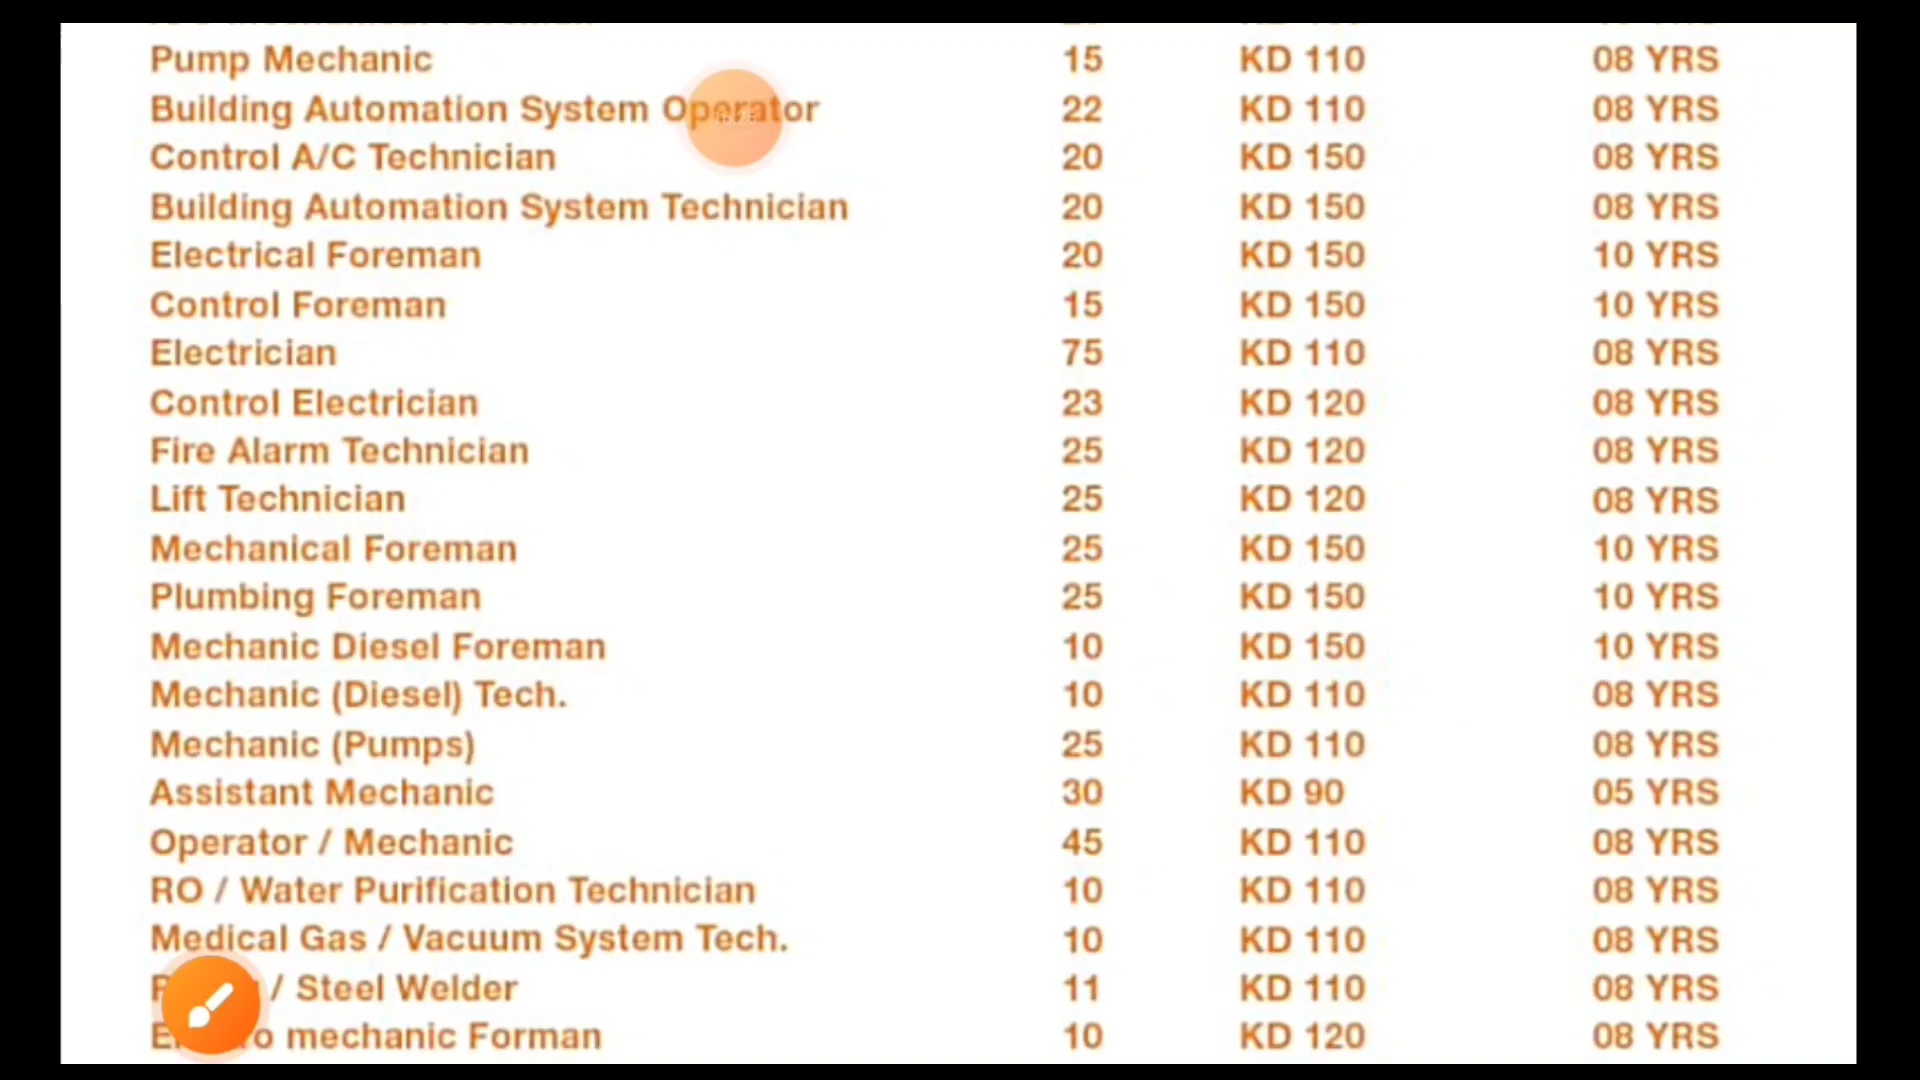 Pump Mechanic 15 KD 110 08 YRS
Building Automation System Operator 22 KD 110 08 YRS
Control A/C Technician 20 KD 150 08 YRS
Building Automation System Technician 20 KD 150 08 YRS
Electrical Foreman 20 KD 150 10 YRS
Control Foreman 15 KD 150 10 YRS
Electrician 75 KD 110 08 YRS
Control Electrician 23 KD 120 08 YRS
Fire Alarm Technician 25 KD 120 08 YRS
Lift Technician 25 KD 120 08 YRS
Mechanical Foreman 25 KD 150 10 YRS
Plumbing Foreman 25 KD 150 10 YRS
Mechanic Diesel Foreman 10 KD 150 10 YRS
Mechanic (Diesel) Tech. 10 KD 110 08 YRS
Mechanic (Pumps) 25 KD 110 08 YRS
Assistant Mechanic 30 KD 90 05 YRS
Operator / Mechanic 45 KD 110 08 YRS
RO / Water Purification Technician 10 KD 110 08 YRS
Medical Gas / Vacuum System Tech. 10 KD 110 08 YRS
/ Steel Welder 11 KD 110 08 YRS
mechanic Forman 10 KD 120 08 YRS